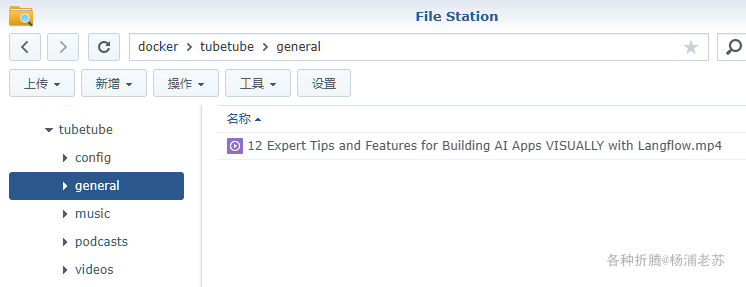 File Station
docker > tubetube > general
上传 新增 操作 工具 设置
tubetube
名称
config
12 Expert Tips and Features for Building AI Apps VISUALLY with Langflow.mp4
general
music
podcasts
videos
各种折腾@杨浦老苏